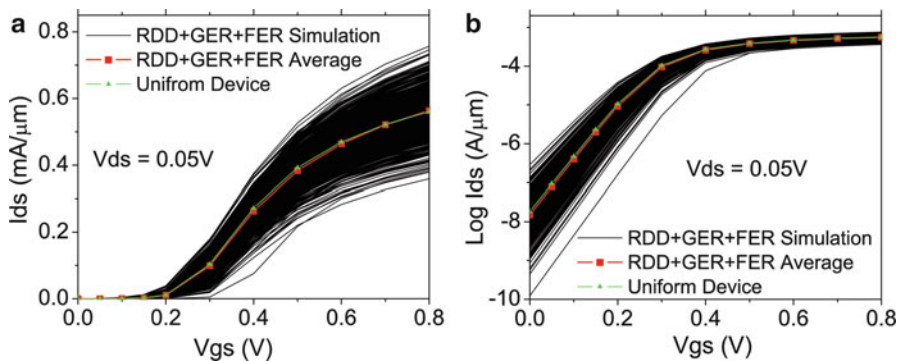 a
0.8
0.6
0.4
0.2
0.0
Ids (mA/μm)
RDD+GER+FER Simulation
RDD+GER+FER Average
Unifrom Device
Vds = 0.05V
0.0 0.2 0.4 0.6 0.8
Vgs (V)
b
-4
-6
-8
-10
Log Ids (A/μm)
Vds = 0.05V
RDD+GER+FER Simulation
RDD+GER+FER Average
Uniform Device
0.0 0.2 0.4 0.6 0.8
Vgs (V)